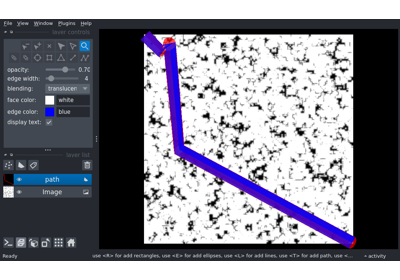 File View Window Plugins Help
layer controls
opacity: 0.70
edge width: 4
blending: translucen
face color: white
edge color: blue
display text:
layer list
path
Image
Ready use <R> for add rectangles, use <E> for add ellipses, use <L> for add lines, use <T> for add path, use <... activity